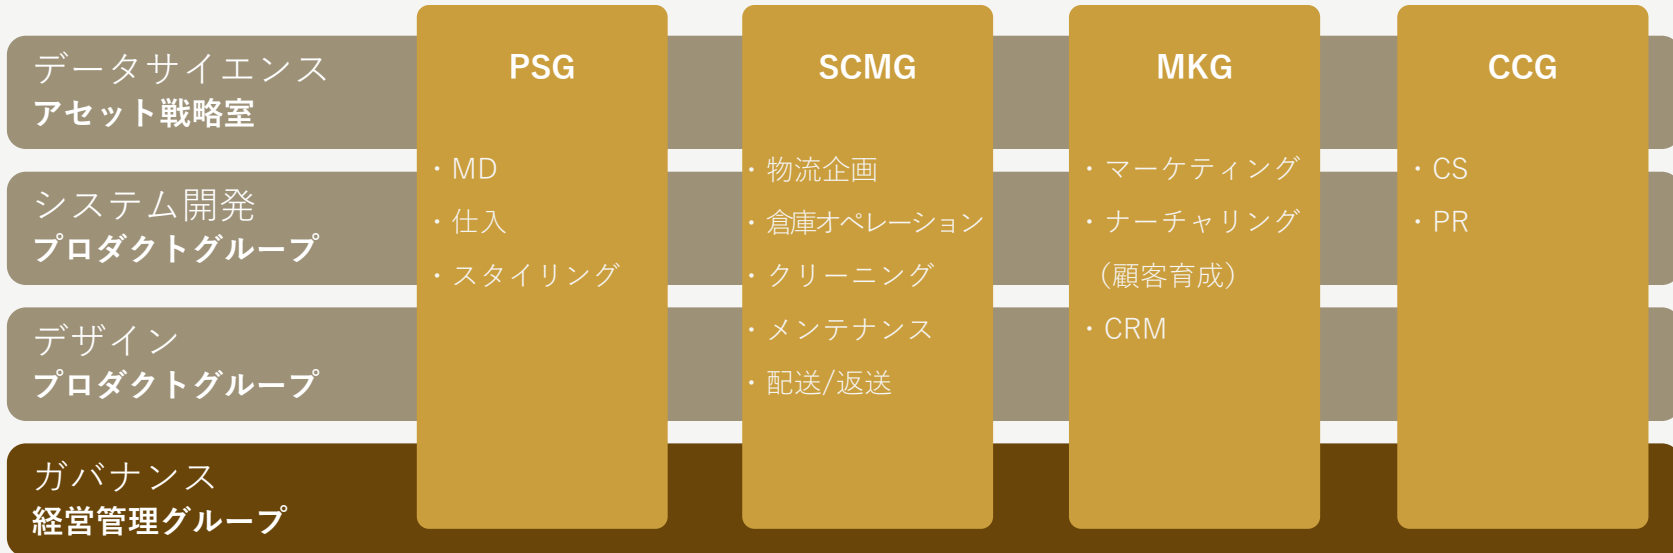 データサイエンス
アセット戦略室
システム開発
プロダクトグループ
デザイン
プロダクトグループ
ガバナンス
経営管理グループ
PSG
・MD
・仕入
・スタイリング
SCMG
・物流企画
・倉庫オペレーション
・クリーニング
・メンテナンス
・配送/返送
MKG
・マーケティング
・ナーチャリング
（顧客育成）
・CRM
CCG
・CS
・PR